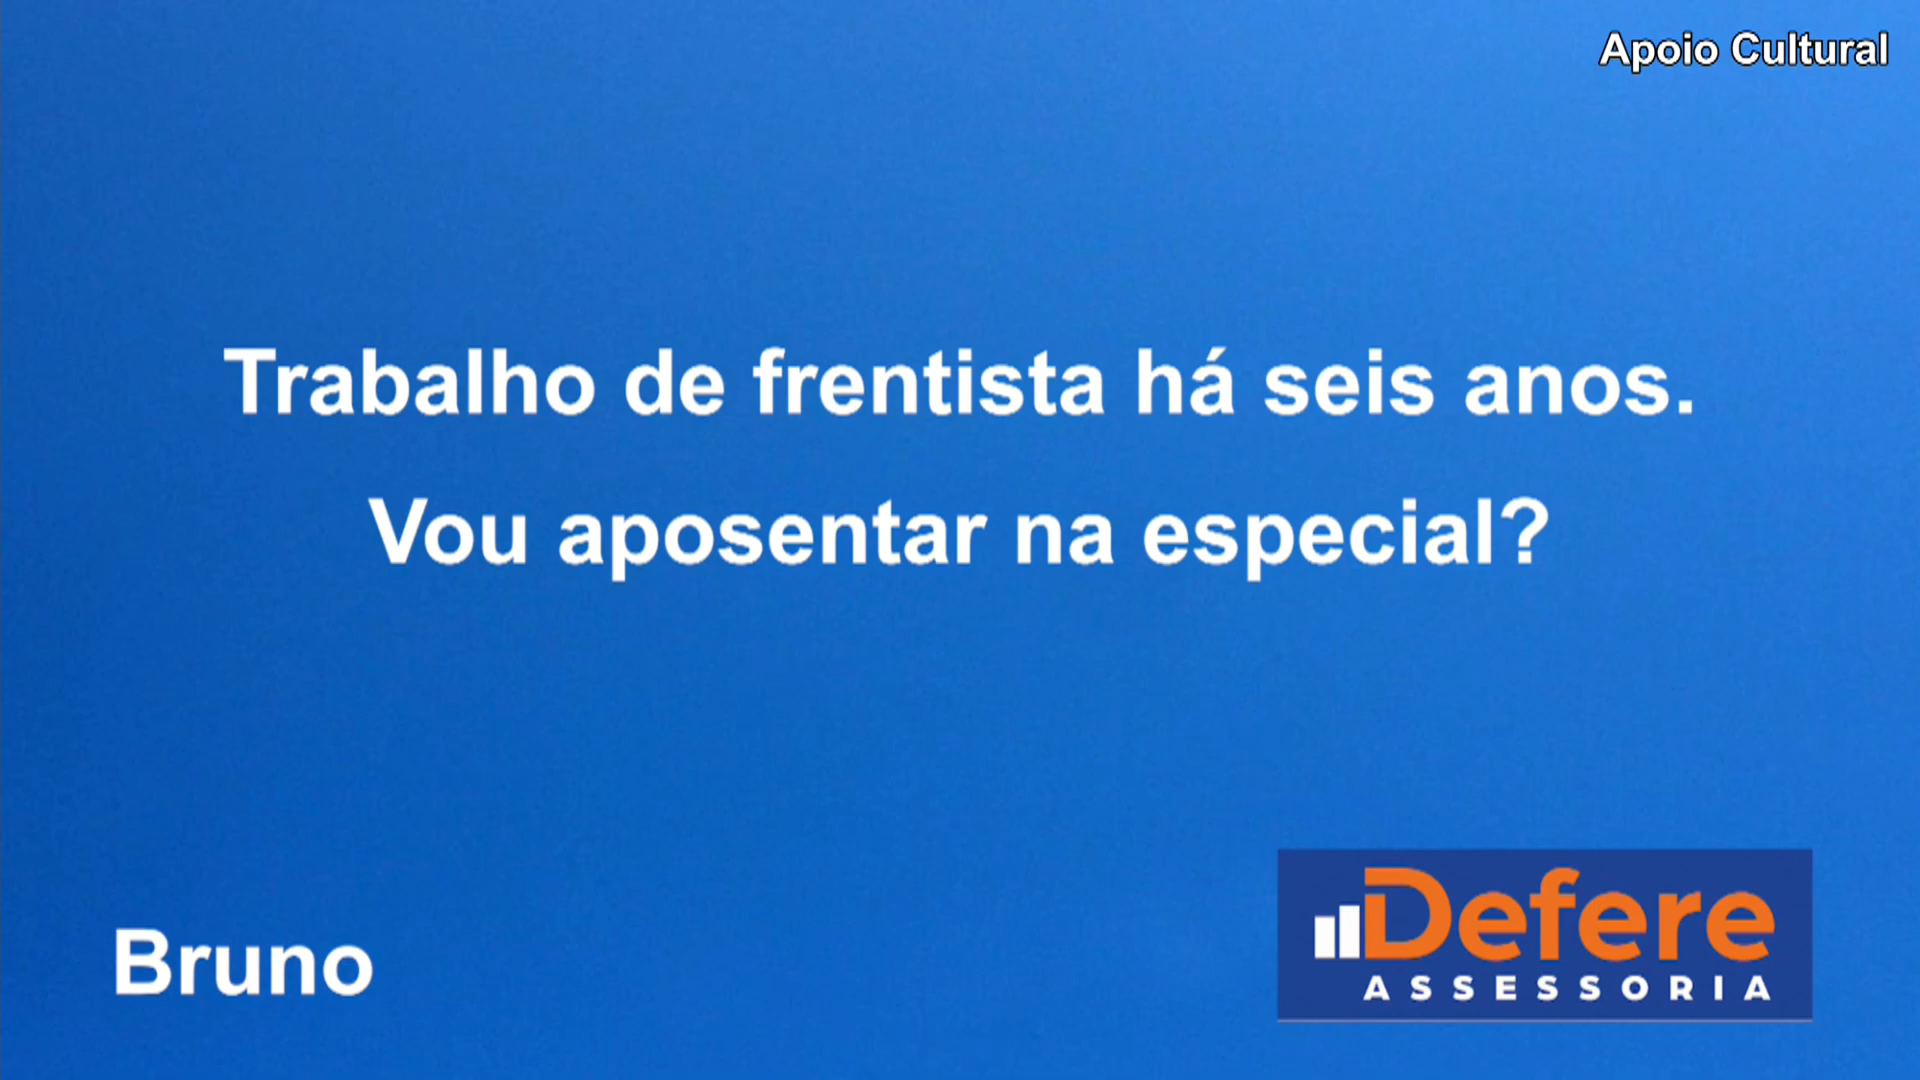 Apoio Cultural
Trabalho de frentista há seis anos.
Vou aposentar na especial?
Bruno
Defere
ASSESSORIA